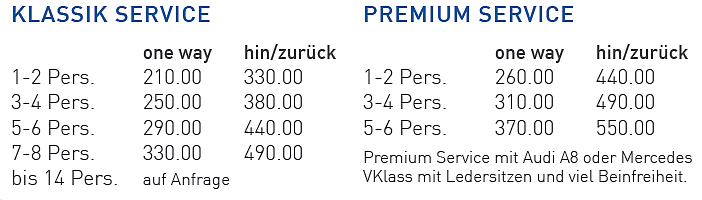 KLASSIK SERVICE
one way hin/zurück
1-2 Pers. 210.00 330.00
3-4 Pers. 250.00 380.00
5-6 Pers. 290.00 440.00
7-8 Pers. 330.00 490.00
bis 14 Pers. auf Anfrage
PREMIUM SERVICE
one way hin/zurück
1-2 Pers. 260.00 440.00
3-4 Pers. 310.00 490.00
5-6 Pers. 370.00 550.00
Premium Service mit Audi A8 oder Mercedes
VKlass mit Ledersitzen und viel Beinfreiheit.